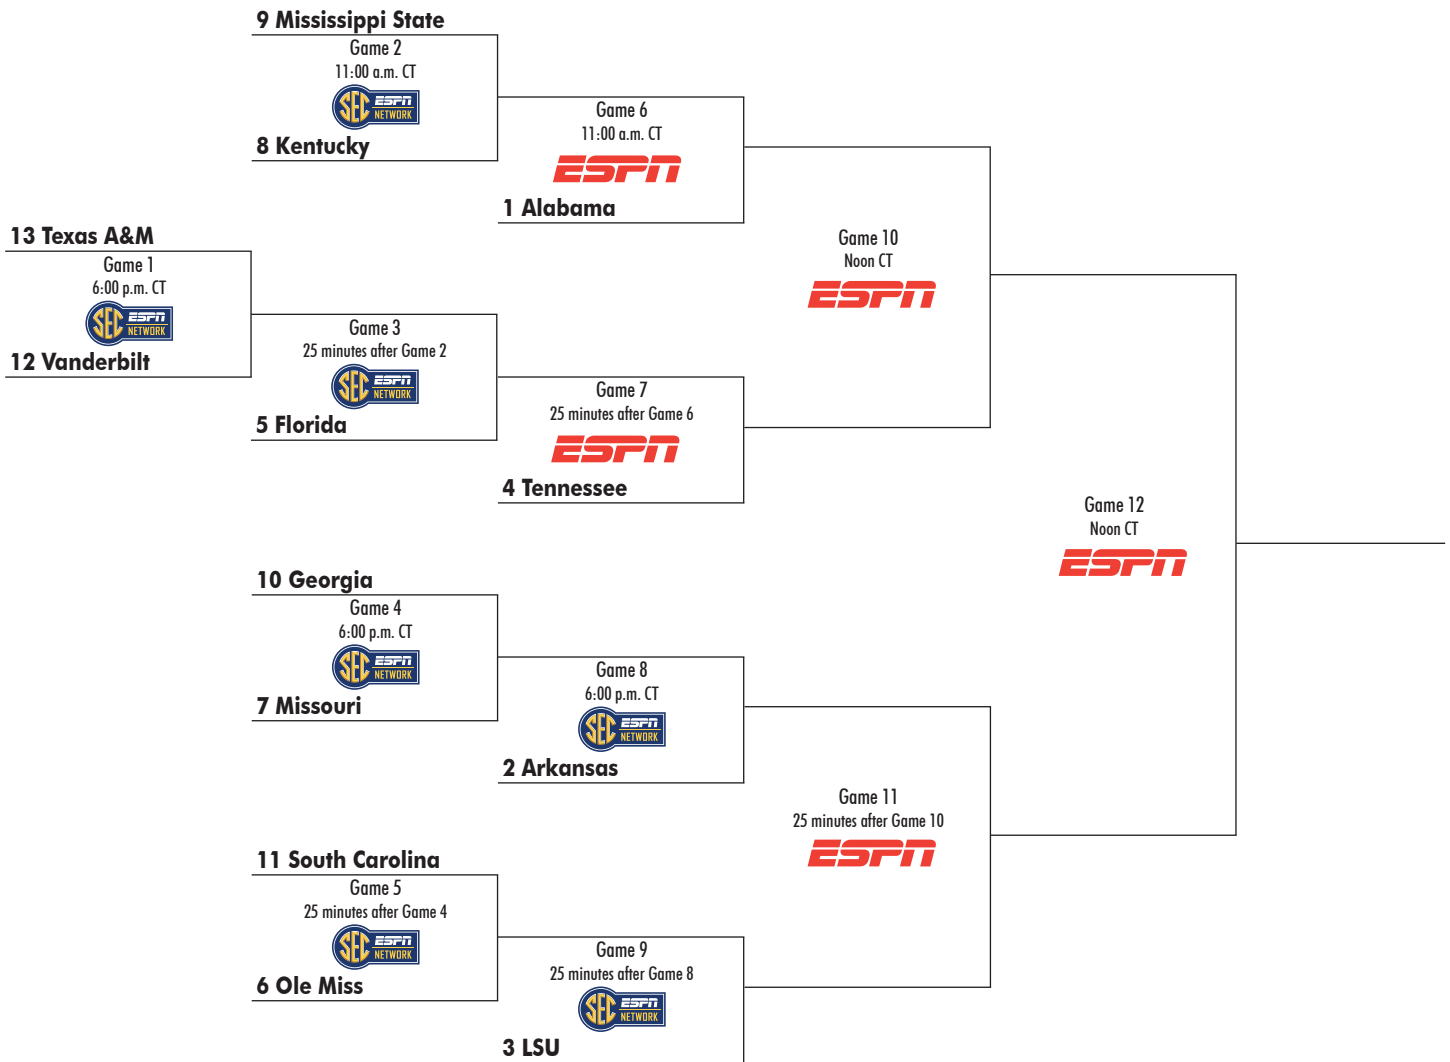 9 Mississippi State
Game 2
11:00 a.m. CT
SEC ESPN NETWORK
8 Kentucky
Game 6
11:00 a.m. CT
ESPN
1 Alabama
13 Texas A&M
Game 1
6:00 p.m. CT
SEC ESPN NETWORK
12 Vanderbilt
Game 3
25 minutes after Game 2
SEC ESPN NETWORK
5 Florida
Game 7
25 minutes after Game 6
ESPN
4 Tennessee
Game 10
Noon CT
ESPN
10 Georgia
Game 4
6:00 p.m. CT
SEC ESPN NETWORK
7 Missouri
Game 8
6:00 p.m. CT
SEC ESPN NETWORK
2 Arkansas
11 South Carolina
Game 5
25 minutes after Game 4
SEC ESPN NETWORK
6 Ole Miss
Game 9
25 minutes after Game 8
SEC ESPN NETWORK
3 LSU
Game 11
25 minutes after Game 10
ESPN
Game 12
Noon CT
ESPN